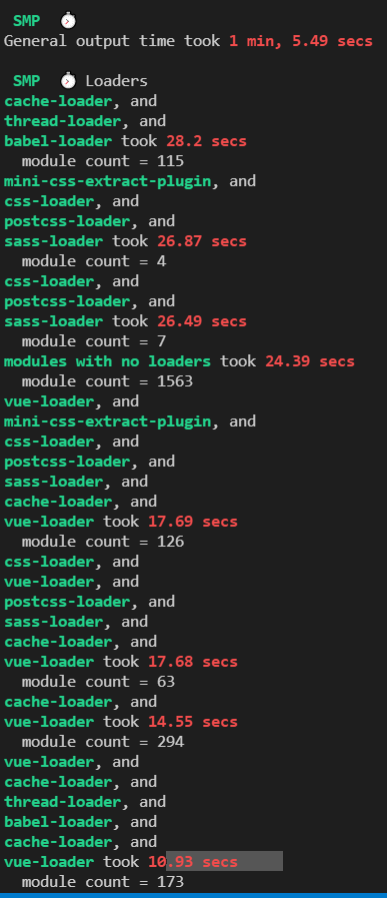 SMP ⏱
General output time took 1 min, 5.49 secs
SMP ⏱ Loaders
cache-loader, and
thread-loader, and
babel-loader took 28.2 secs
module count = 115
mini-css-extract-plugin, and
css-loader, and
postcss-loader, and
sass-loader took 26.87 secs
module count = 4
css-loader, and
postcss-loader, and
sass-loader took 26.49 secs
module count = 7
modules with no loaders took 24.39 secs
module count = 1563
vue-loader, and
mini-css-extract-plugin, and
css-loader, and
postcss-loader, and
sass-loader, and
cache-loader, and
vue-loader took 17.69 secs
module count = 126
css-loader, and
vue-loader, and
postcss-loader, and
sass-loader, and
cache-loader, and
vue-loader took 17.68 secs
module count = 63
cache-loader, and
vue-loader took 14.55 secs
module count = 294
vue-loader, and
cache-loader, and
thread-loader, and
babel-loader, and
cache-loader, and
vue-loader took 10.93 secs
module count = 173